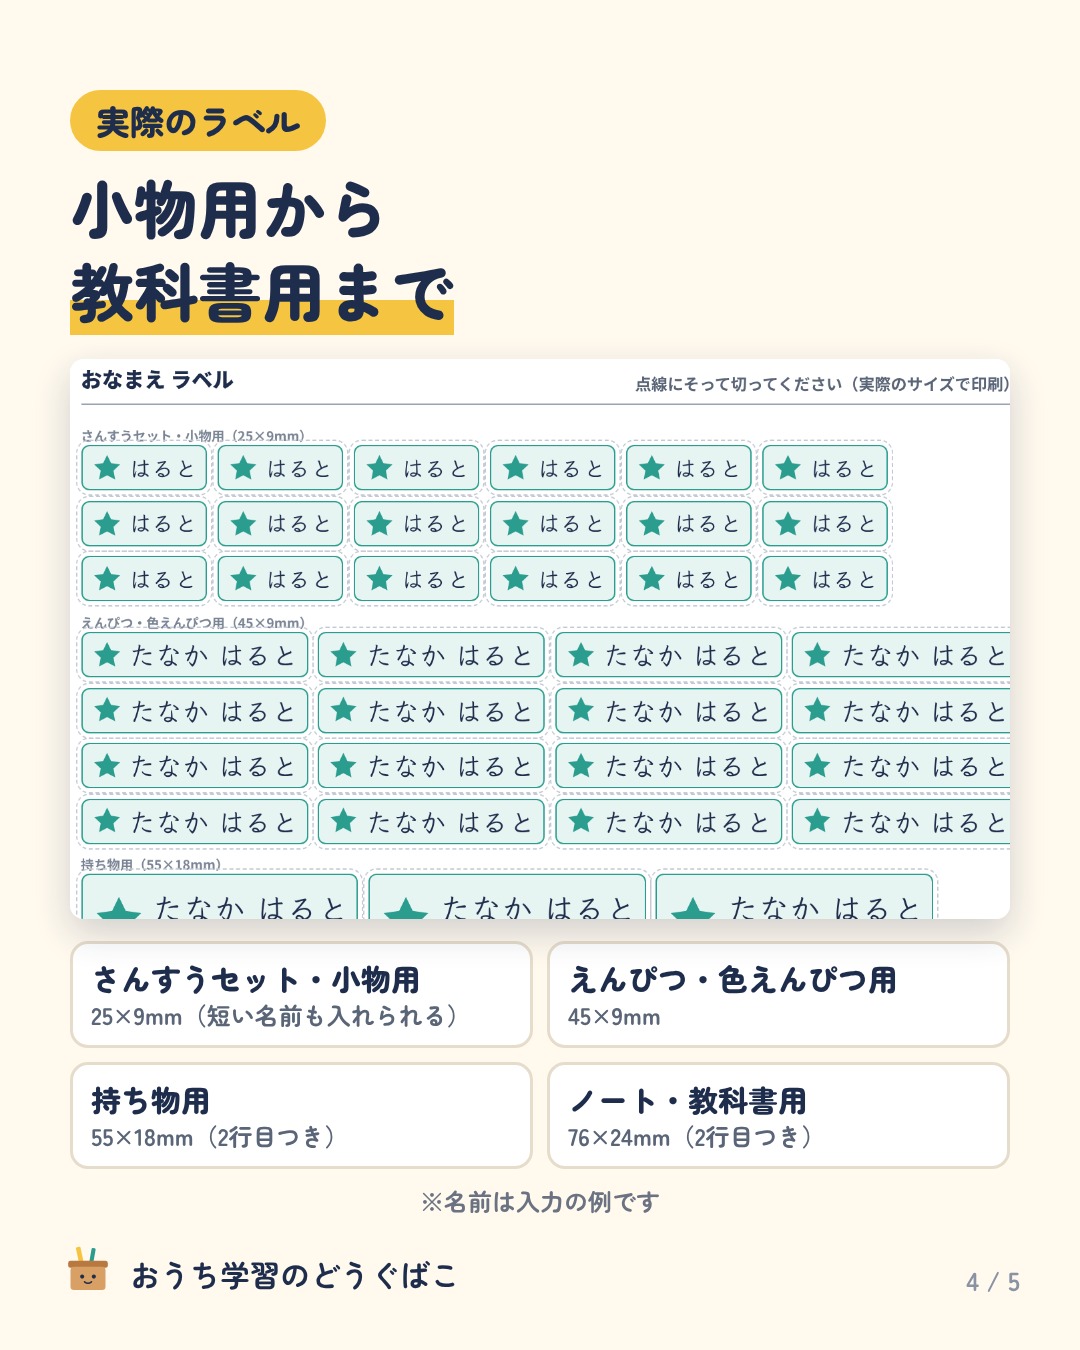 実際のラベル
小物用から
教科書用まで
おなまえ ラベル
点線にそって切ってください（実際のサイズで印刷）
さんすうセット・小物用（25×9mm）
はると はると はると はると はると はると
はると はると はると はると はると はると
はると はると はると はると はると はると
えんぴつ・色えんぴつ用（45×9mm）
たなか はると たなか はると たなか はると たなか はると
たなか はると たなか はると たなか はると たなか はると
たなか はると たなか はると たなか はると たなか はると
たなか はると たなか はると たなか はると たなか はると
持ち物用（55×18mm）
たなか はると たなか はると たなか はると
さんすうセット・小物用
25×9mm（短い名前も入れられる）
えんぴつ・色えんぴつ用
45×9mm
持ち物用
55×18mm（2行目つき）
ノート・教科書用
76×24mm（2行目つき）
※名前は入力の例です
おうち学習のどうぐばこ
4 / 5